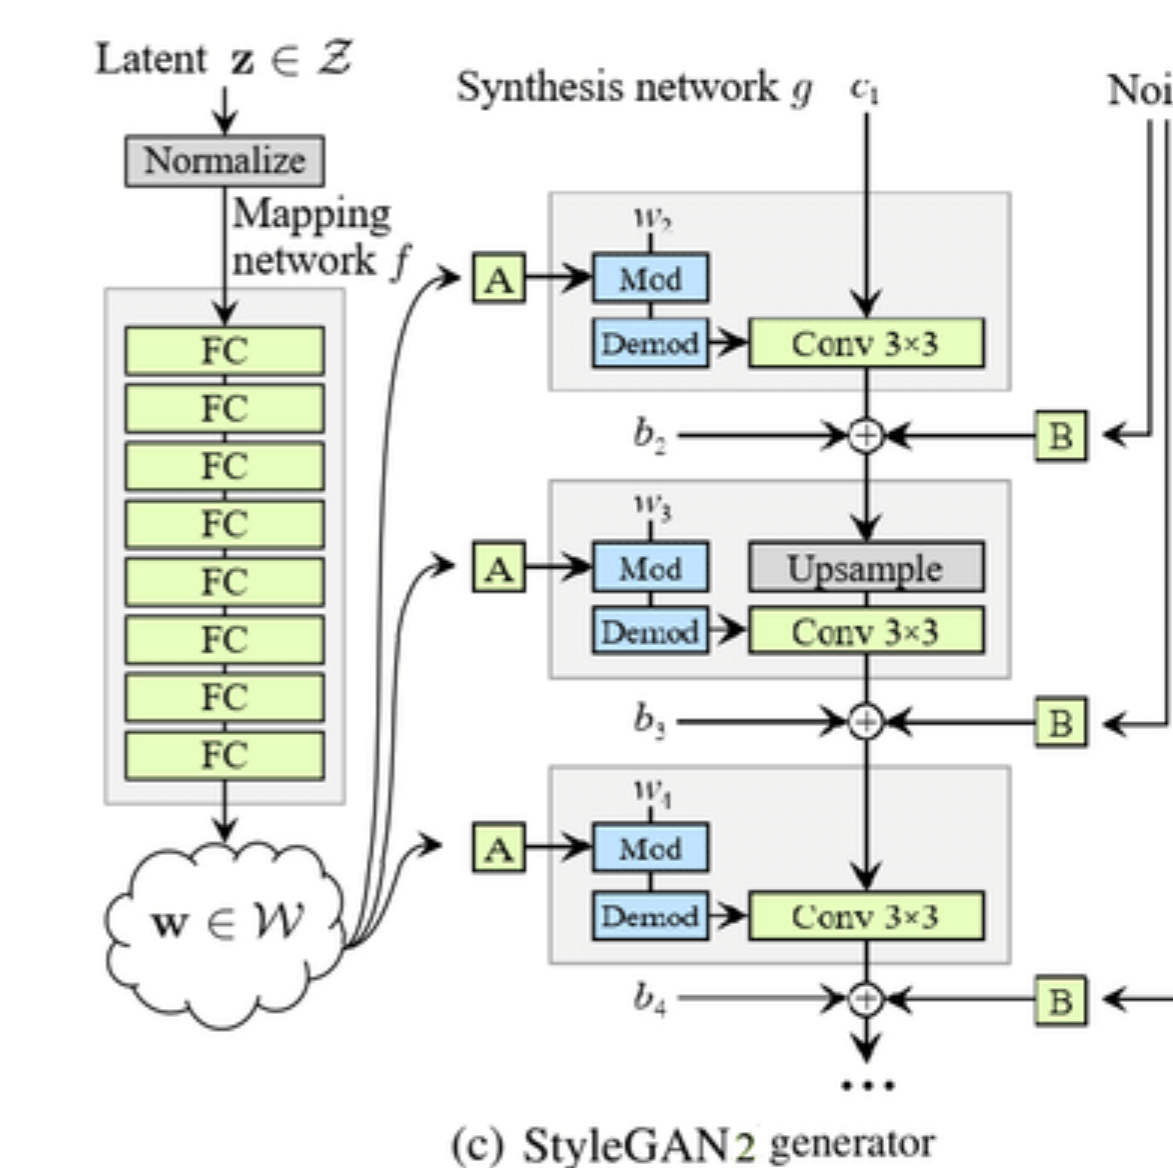 Latent z ∈ Z
Normalize
Mapping
network f
FC
FC
FC
FC
FC
FC
FC
FC
w ∈ W
Synthesis network g
c₁
Noi
A
w₂
Mod
Demod
Conv 3×3
b₂
+
B
A
w₃
Mod
Upsample
Demod
Conv 3×3
b₃
+
B
A
w₄
Mod
Demod
Conv 3×3
b₄
+
B
...
(c) StyleGAN2 generator